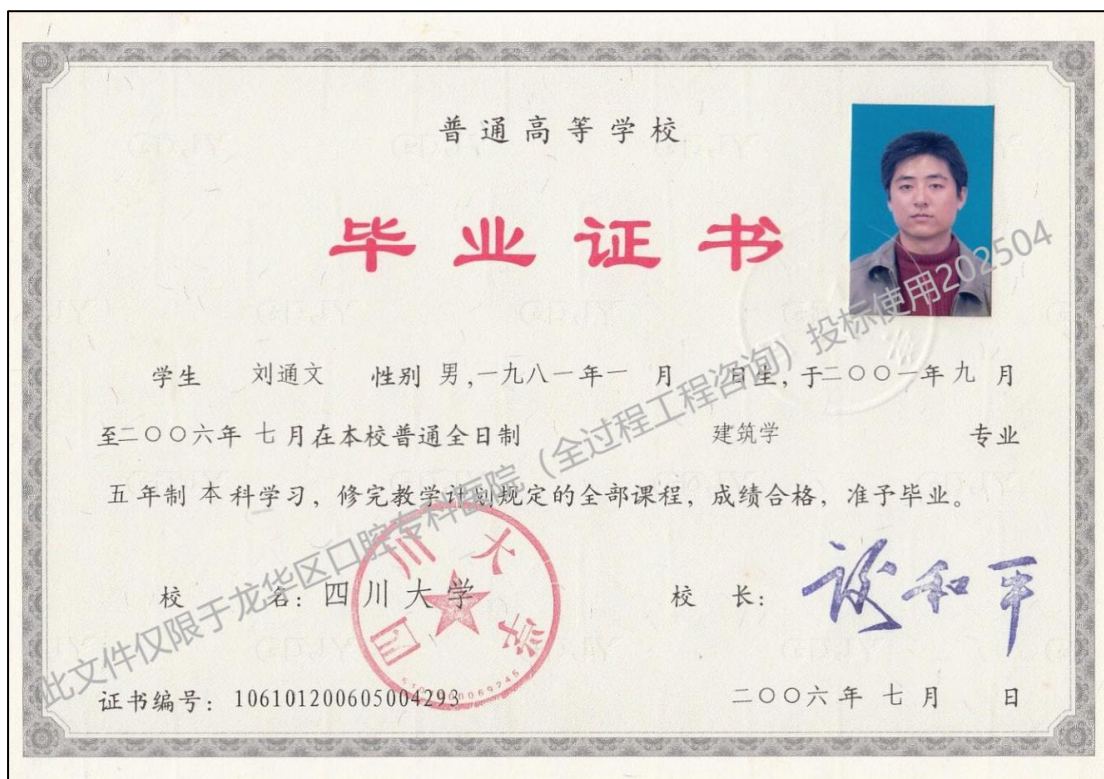 普通高等学校
毕业证书
学生 刘通文 性别 男,一九八一年一 月 日生,于二〇〇一年九 月
至二〇〇六年 七月在本校普通全日制 建筑学 专业
五年制 本科学习,修完教学计划规定的全部课程,成绩合格,准予毕业。
校 名:四川大学 校 长:
四川大学
证书编号:106101200605004293 二〇〇六年 七月 日
此文件仅限于龙华区口腔专科医院(全过程工程咨询)投标使用202504